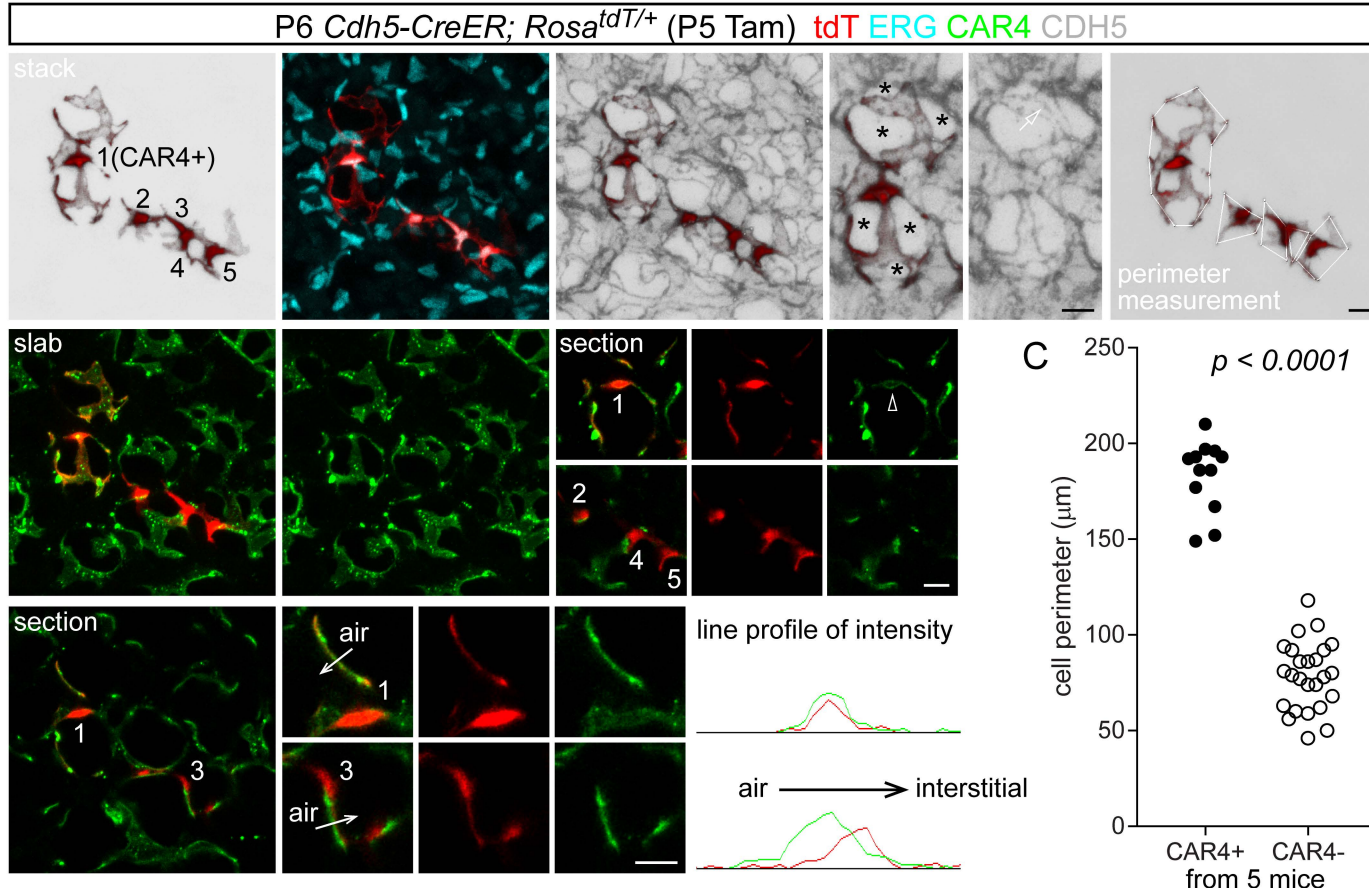 P6 Cdh5-CreER; Rosa^tdT/+ (P5 Tam) tdT ERG CAR4 CDH5
stack
1(CAR4+)
2
3
4
5
*
*
*
*
*
*
perimeter
measurement
slab
section
1
2
4
5
section
1
3
air
1
3
air
line profile of intensity
air
interstitial
C
p < 0.0001
cell perimeter (μm)
250
200
150
100
50
0
CAR4+
CAR4-
from 5 mice